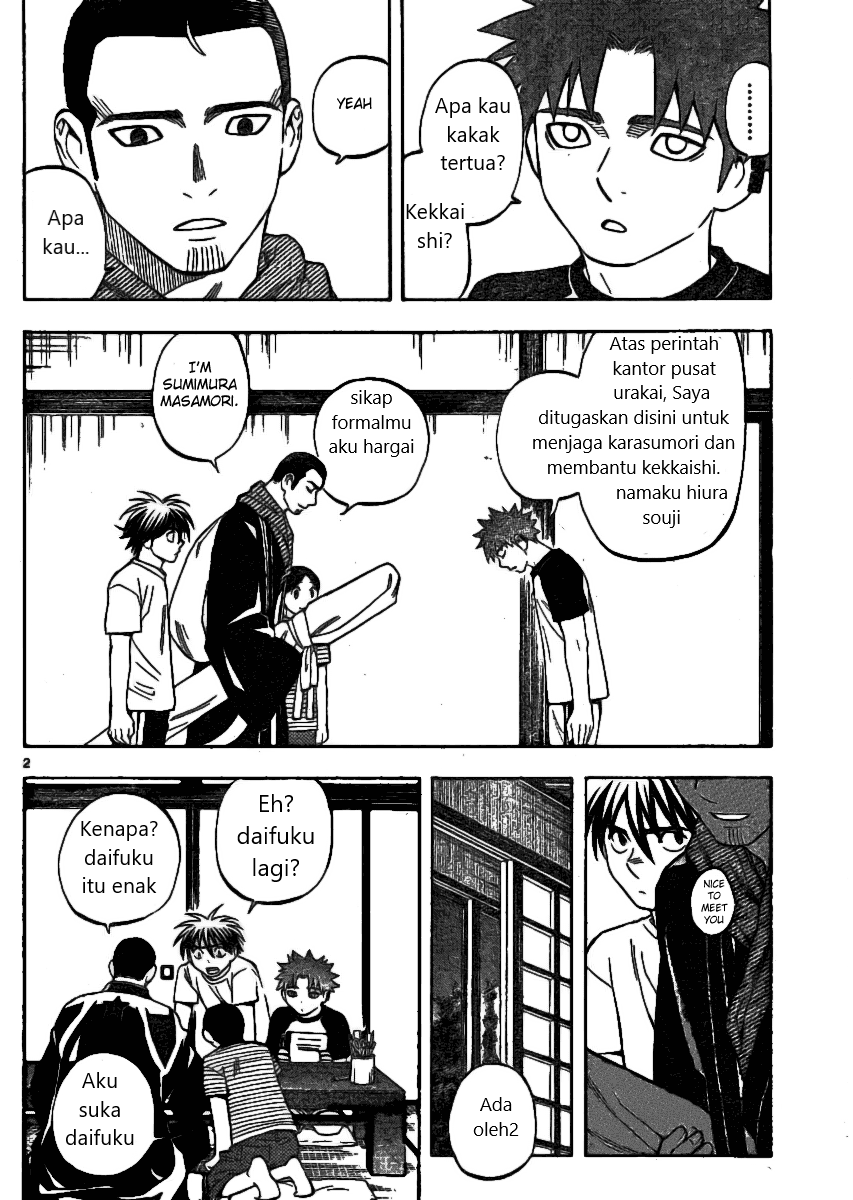 .........
Apa kau
kakak
tertua?
Kekkai
shi?
YEAH
Apa
kau...
Atas perintah
kantor pusat
urakai, Saya
ditugaskan disini untuk
menjaga karasumori dan
membantu kekkaishi.
namaku hiura
souji
sikap
formalmu
aku hargai
I'M
SUMIMURA
MASAMORI.
2
NICE
TO
MEET
YOU
Ada
oleh2
Eh?
daifuku
lagi?
Kenapa?
daifuku
itu enak
Aku
suka
daifuku